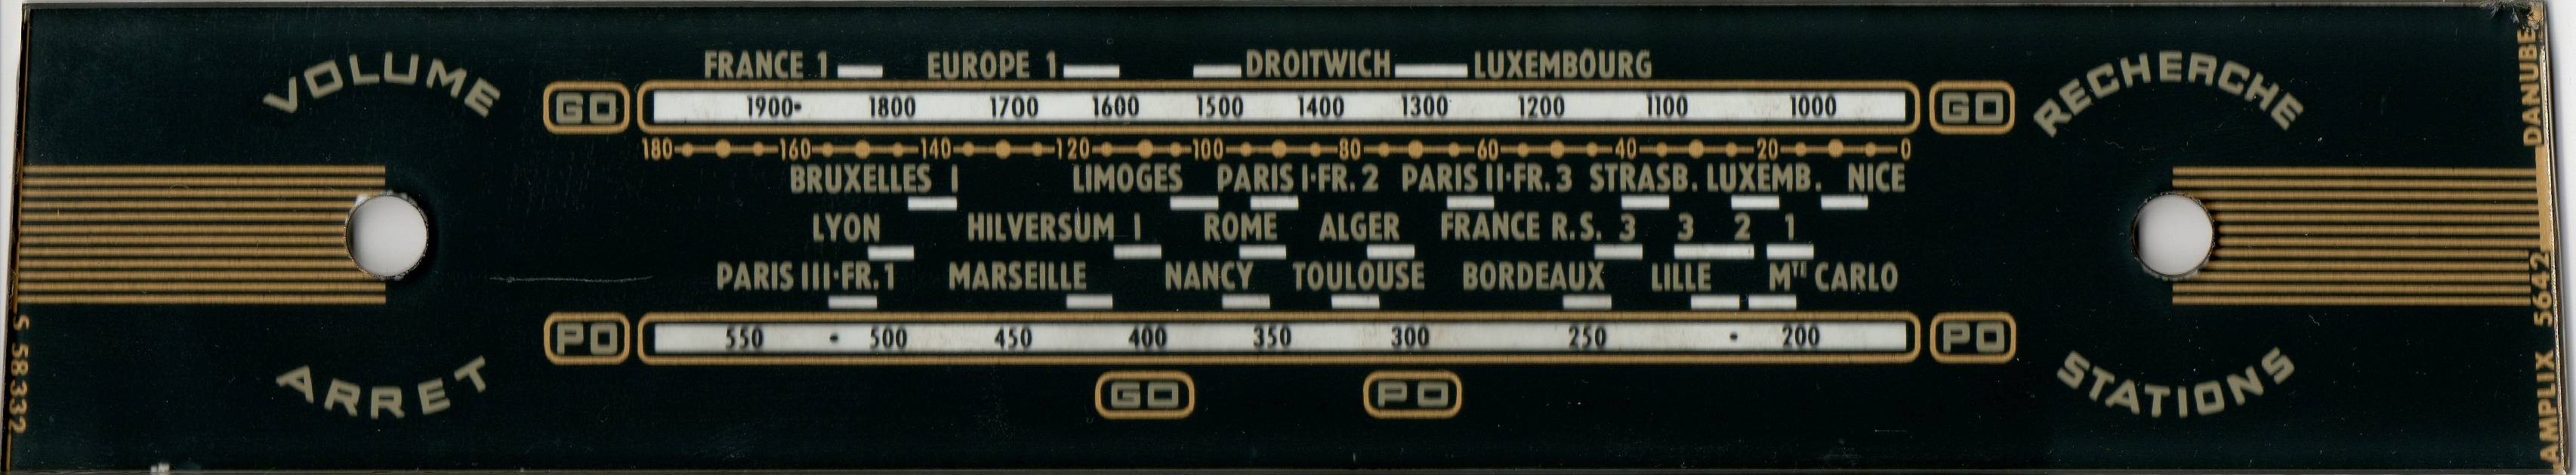 VOLUME
ARRET
FRANCE 1 EUROPE 1 DROITWICH LUXEMBOURG
GO 1900 1800 1700 1600 1500 1400 1300 1200 1100 1000 GO
180 160 140 120 100 80 60 40 20 0
BRUXELLES I LIMOGES PARIS I·FR. 2 PARIS II·FR. 3 STRASB. LUXEMB. NICE
LYON HILVERSUM I ROME ALGER FRANCE R.S. 3 3 2 1
PARIS III·FR. 1 MARSEILLE NANCY TOULOUSE BORDEAUX LILLE MTE CARLO
PO 550 500 450 400 350 300 250 200 PO
GO PO
RECHERCHE
STATIONS
S 58332
AMPLIX 5642 DANUBE